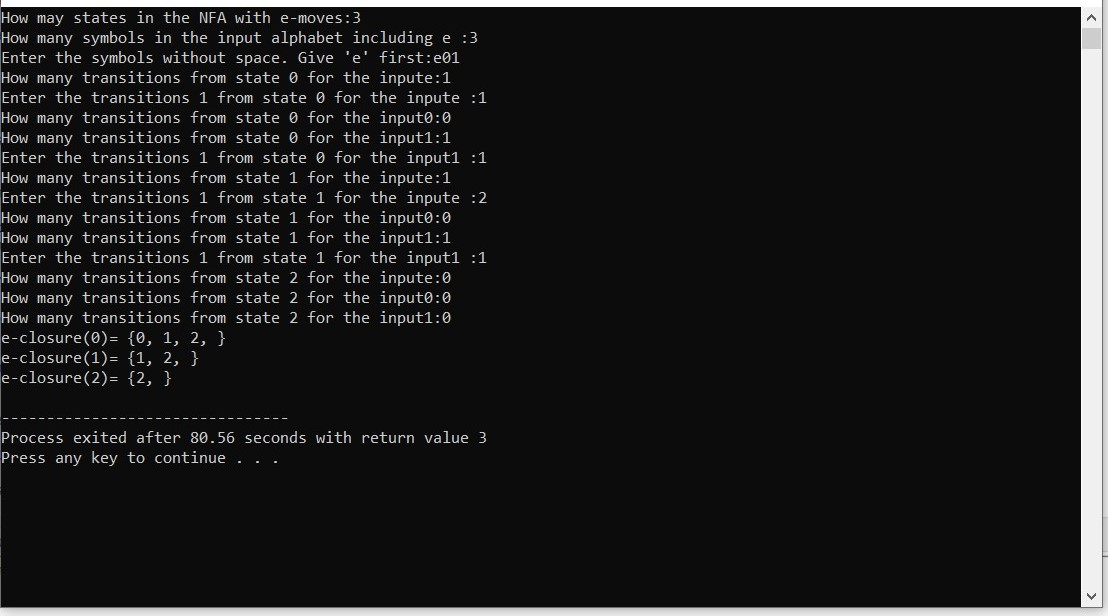 How may states in the NFA with e-moves:3
How many symbols in the input alphabet including e :3
Enter the symbols without space. Give 'e' first:e01
How many transitions from state 0 for the inpute:1
Enter the transitions 1 from state 0 for the inpute :1
How many transitions from state 0 for the input0:0
How many transitions from state 0 for the input1:1
Enter the transitions 1 from state 0 for the input1 :1
How many transitions from state 1 for the inpute:1
Enter the transitions 1 from state 1 for the inpute :2
How many transitions from state 1 for the input0:0
How many transitions from state 1 for the input1:1
Enter the transitions 1 from state 1 for the input1 :1
How many transitions from state 2 for the inpute:0
How many transitions from state 2 for the input0:0
How many transitions from state 2 for the input1:0
e-closure(0)= {0, 1, 2, }
e-closure(1)= {1, 2, }
e-closure(2)= {2, }
--------------------------------
Process exited after 80.56 seconds with return value 3
Press any key to continue . . .